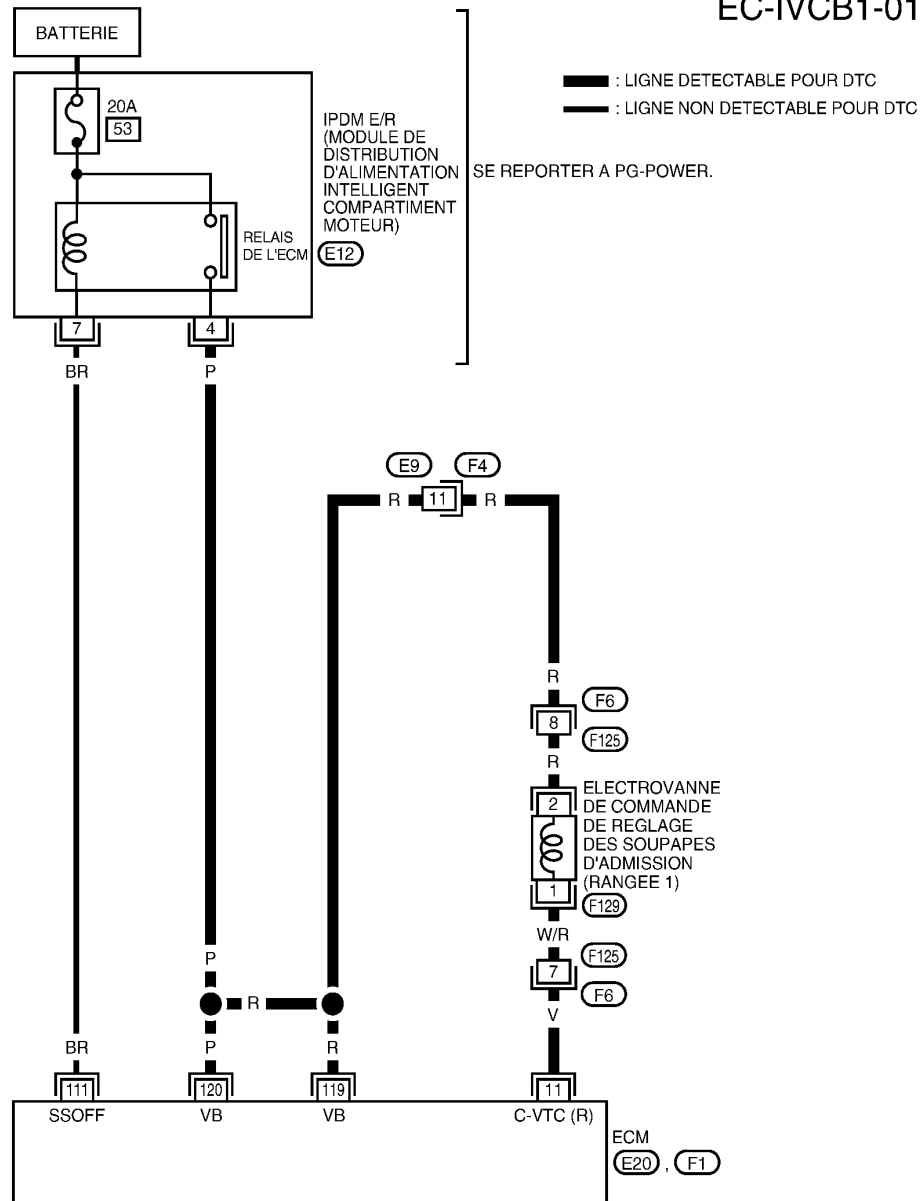 EC-IVCB1-01
BATTERIE
: LIGNE DETECTABLE POUR DTC
: LIGNE NON DETECTABLE POUR DTC
20A
53
IPDM E/R
(MODULE DE
DISTRIBUTION
D'ALIMENTATION
INTELLIGENT
COMPARTIMENT
MOTEUR)
E12
SE REPORTER A PG-POWER.
RELAIS
DE L'ECM
7
4
BR
P
E9
F4
R
11
R
R
F6
8
F125
R
2
ELECTROVANNE
DE COMMANDE
DE REGLAGE
DES SOUPAPES
D'ADMISSION
(RANGEE 1)
1
F129
W/R
F125
7
F6
V
P
R
BR
P
R
111
120
119
11
SSOFF
VB
VB
C-VTC (R)
ECM
E20 , F1